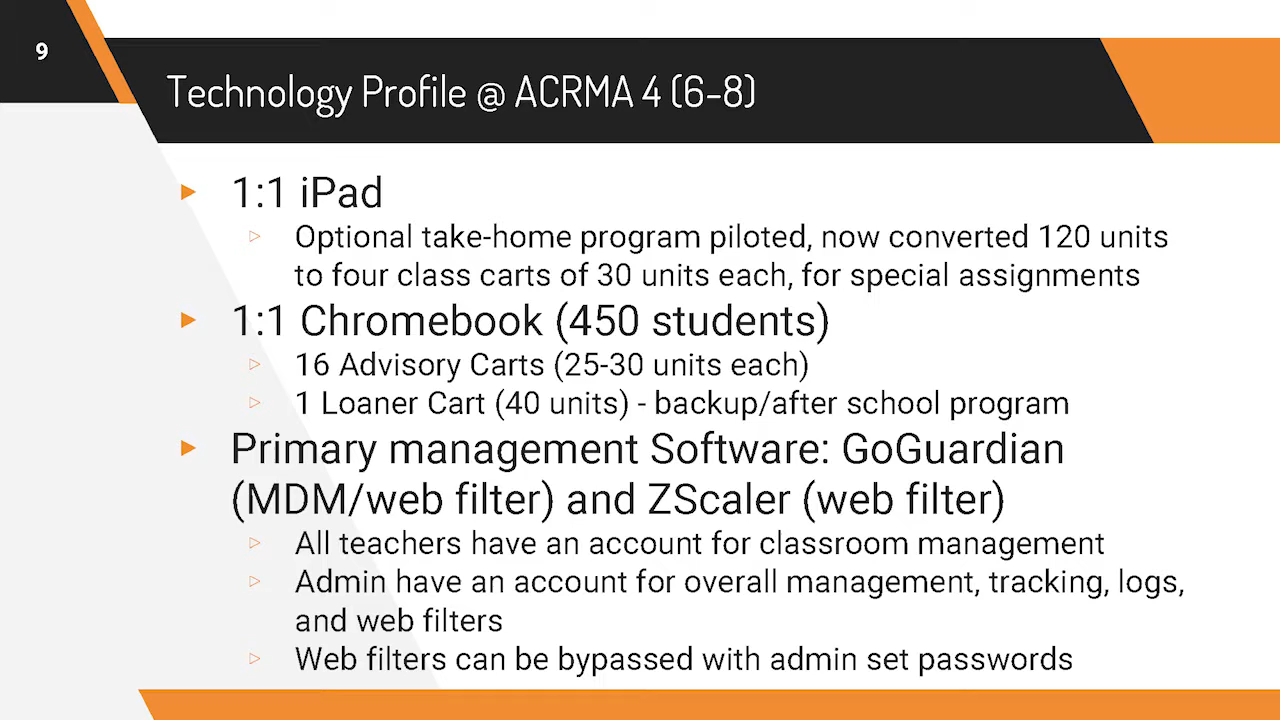 9
Technology Profile @ ACRMA 4 (6-8)
1:1 iPad
Optional take-home program piloted, now converted 120 units
to four class carts of 30 units each, for special assignments
1:1 Chromebook (450 students)
16 Advisory Carts (25-30 units each)
1 Loaner Cart (40 units) - backup/after school program
Primary management Software: GoGuardian
(MDM/web filter) and ZScaler (web filter)
All teachers have an account for classroom management
Admin have an account for overall management, tracking, logs,
and web filters
Web filters can be bypassed with admin set passwords